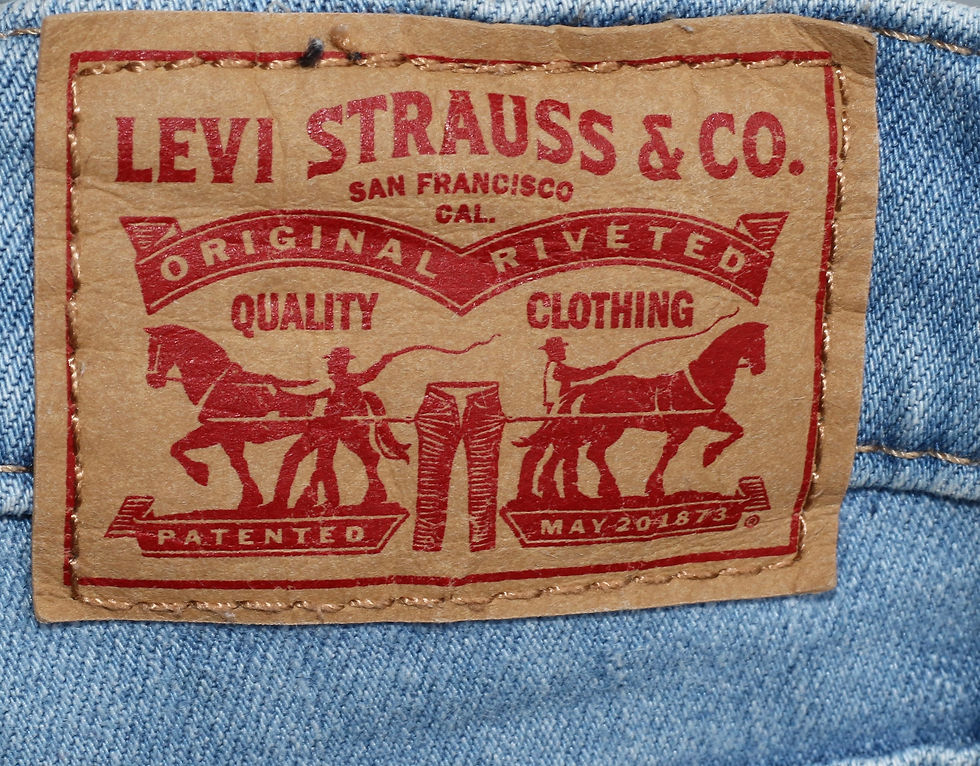 LEVI STRAUSS & CO.
SAN FRANCISCO
CAL.
ORIGINAL RIVETED
QUALITY CLOTHING
PATENTED MAY 20 1873 ®